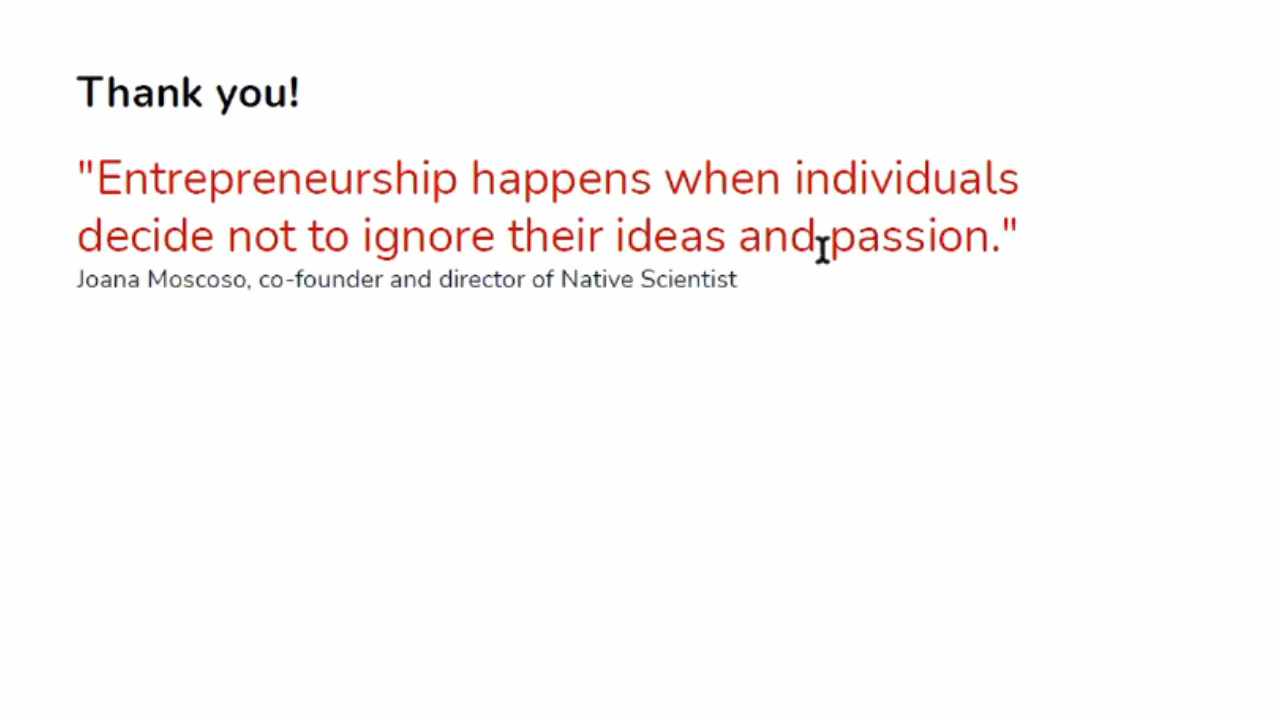 Thank you!
"Entrepreneurship happens when individuals
decide not to ignore their ideas and passion."
Joana Moscoso, co-founder and director of Native Scientist